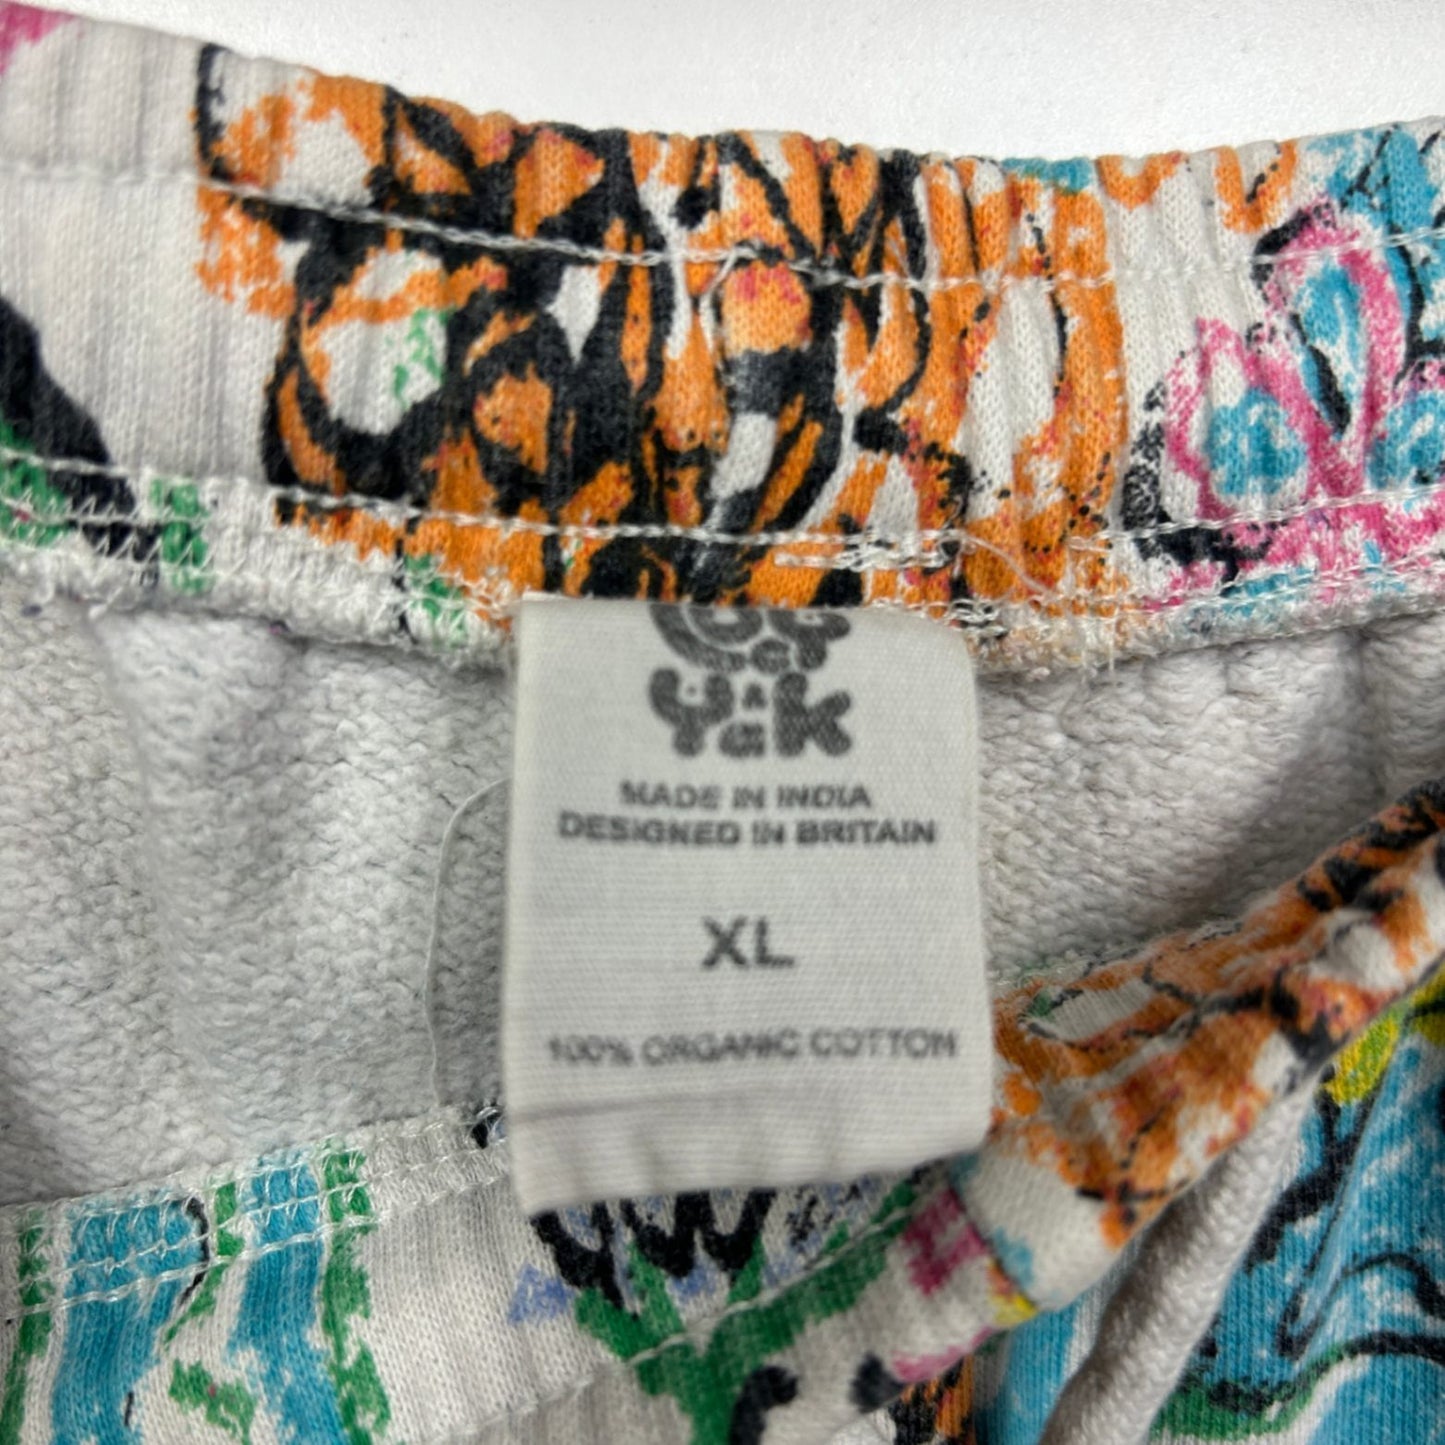 LUCY
&
YAK
MADE IN INDIA
DESIGNED IN BRITAIN
XL
100% ORGANIC COTTON